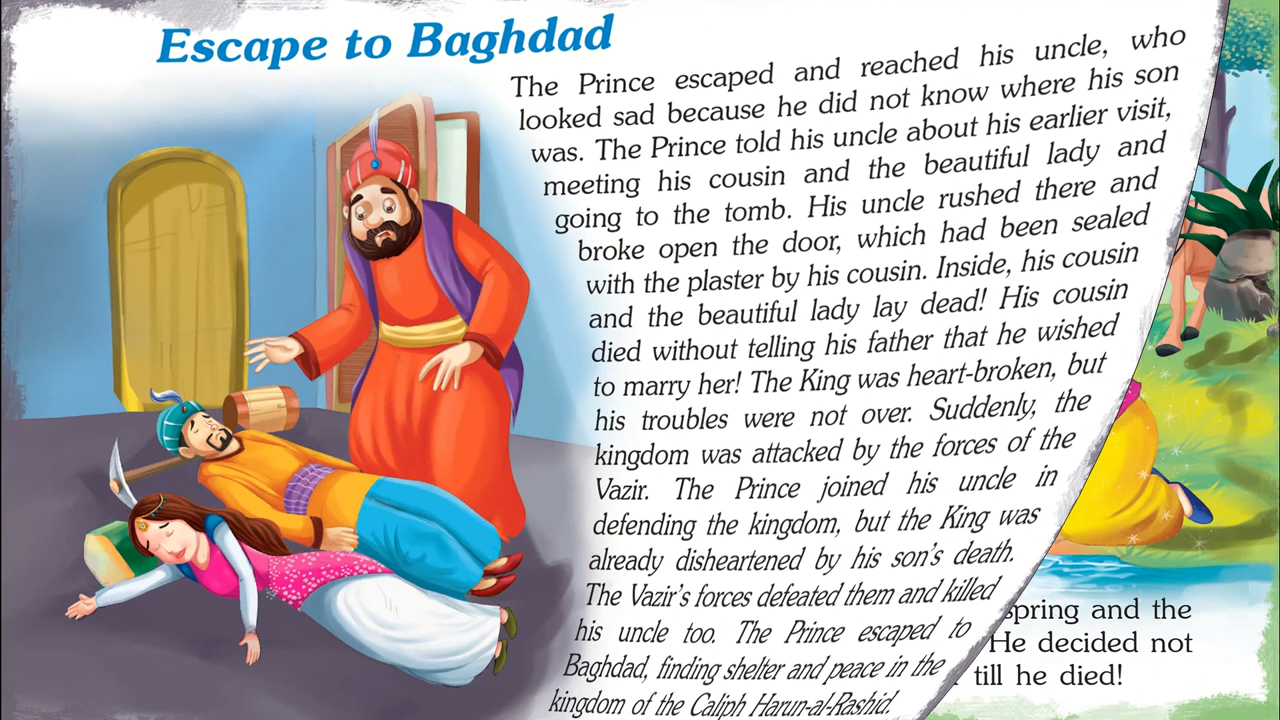 Escape to Baghdad
The Prince escaped and reached his uncle, who
looked sad because he did not know where his son
was. The Prince told his uncle about his earlier visit,
meeting his cousin and the beautiful lady and
going to the tomb. His uncle rushed there and
broke open the door, which had been sealed
with the plaster by his cousin. Inside, his cousin
and the beautiful lady lay dead! His cousin
died without telling his father that he wished
to marry her! The King was heart-broken, but
his troubles were not over. Suddenly, the
kingdom was attacked by the forces of the
Vazir. The Prince joined his uncle in
defending the kingdom, but the King was
already disheartened by his son's death.
The Vazir's forces defeated them and killed
his uncle too. The Prince escaped to
Baghdad, finding shelter and peace in the
kingdom of the Caliph Harun-al-Rashid.
spring and the
He decided not
till he died!